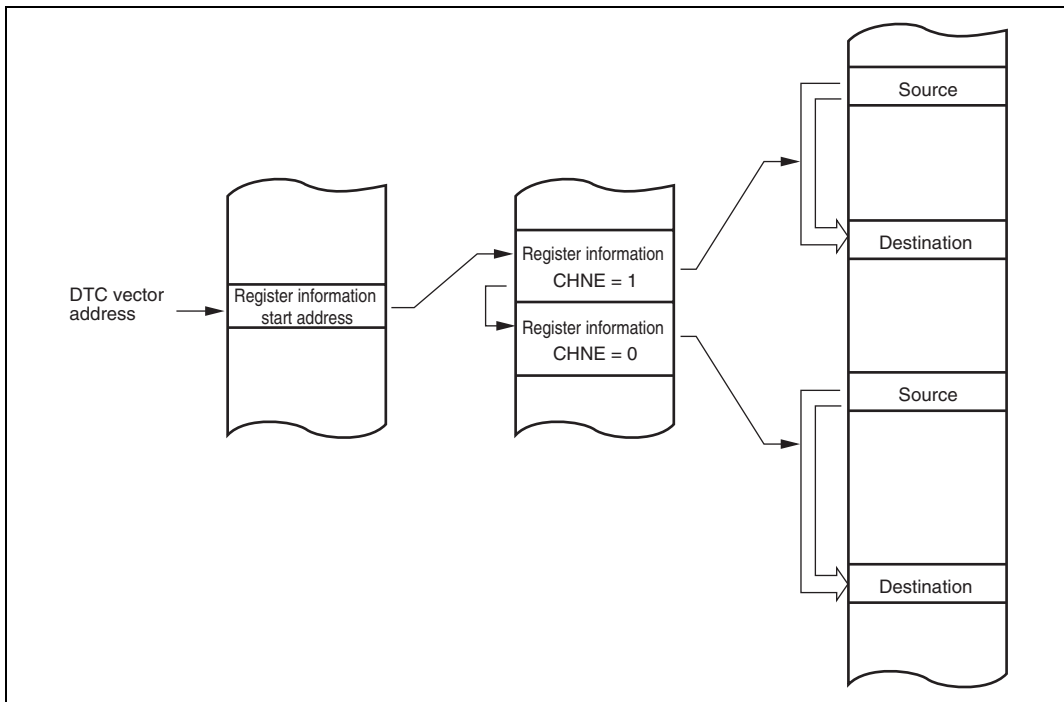 DTC vector
address
Register information
start address
Register information
CHNE = 1
Register information
CHNE = 0
Source
Destination
Source
Destination